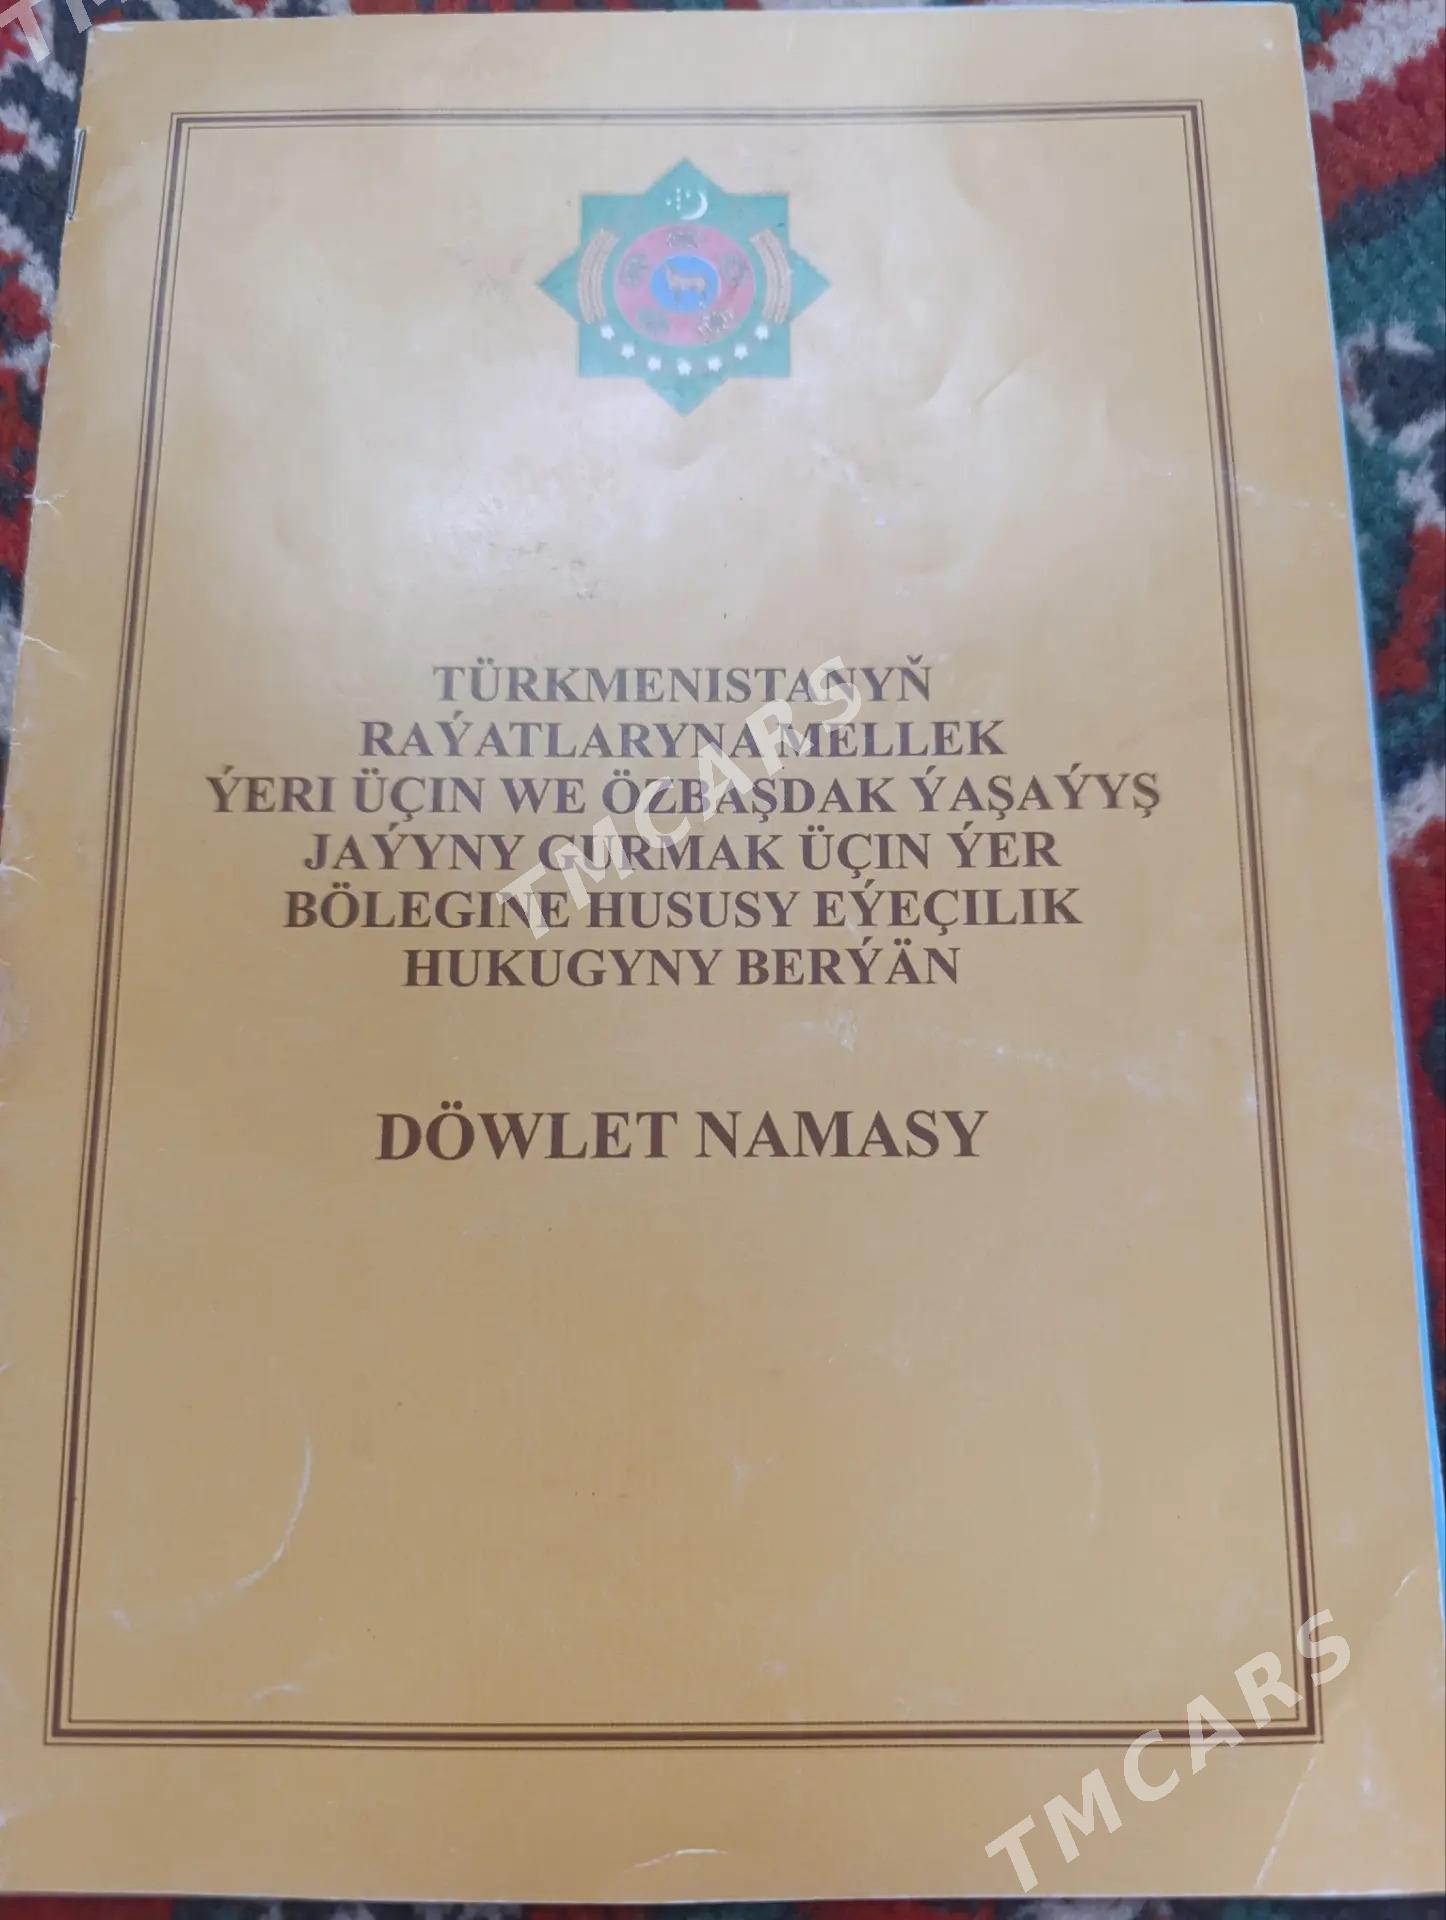 TÜRKMENISTANYŇ
RAÝATLARYNA MELLEK
ÝERI ÜÇIN WE ÖZBAŞDAK ÝAŞAÝYŞ
JAÝYNY GURMAK ÜÇIN ÝER
BÖLEGINE HUSUSY EÝEÇILIK
HUKUGYNY BERÝÄN
DÖWLET NAMASY
TMCARS
TMCARS